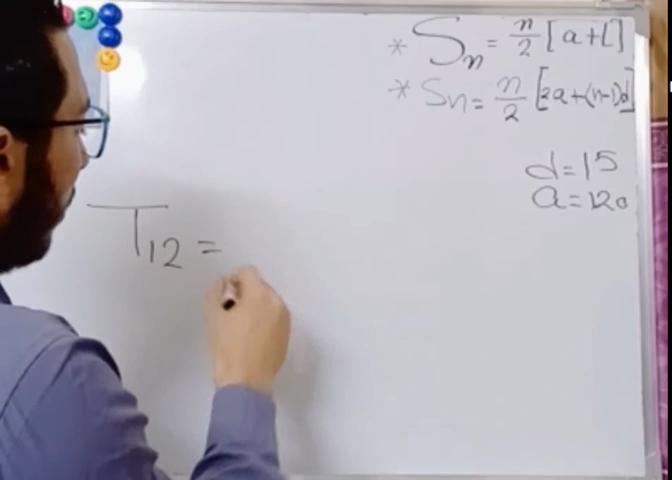 * Sn = n/2 [a+L]
* Sn = n/2 [2a+(n-1)d]
d=15
a=120
T12 =